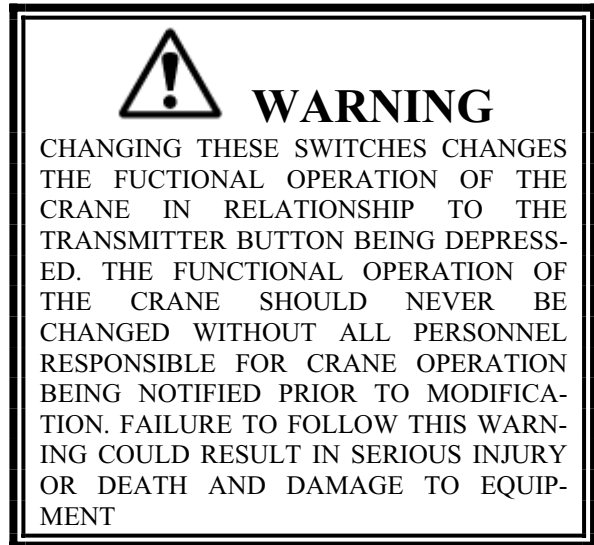 WARNING
CHANGING THESE SWITCHES CHANGES
THE FUCTIONAL OPERATION OF THE
CRANE IN RELATIONSHIP TO THE
TRANSMITTER BUTTON BEING DEPRESS-
ED. THE FUNCTIONAL OPERATION OF
THE CRANE SHOULD NEVER BE
CHANGED WITHOUT ALL PERSONNEL
RESPONSIBLE FOR CRANE OPERATION
BEING NOTIFIED PRIOR TO MODIFICA-
TION. FAILURE TO FOLLOW THIS WARN-
ING COULD RESULT IN SERIOUS INJURY
OR DEATH AND DAMAGE TO EQUIP-
MENT